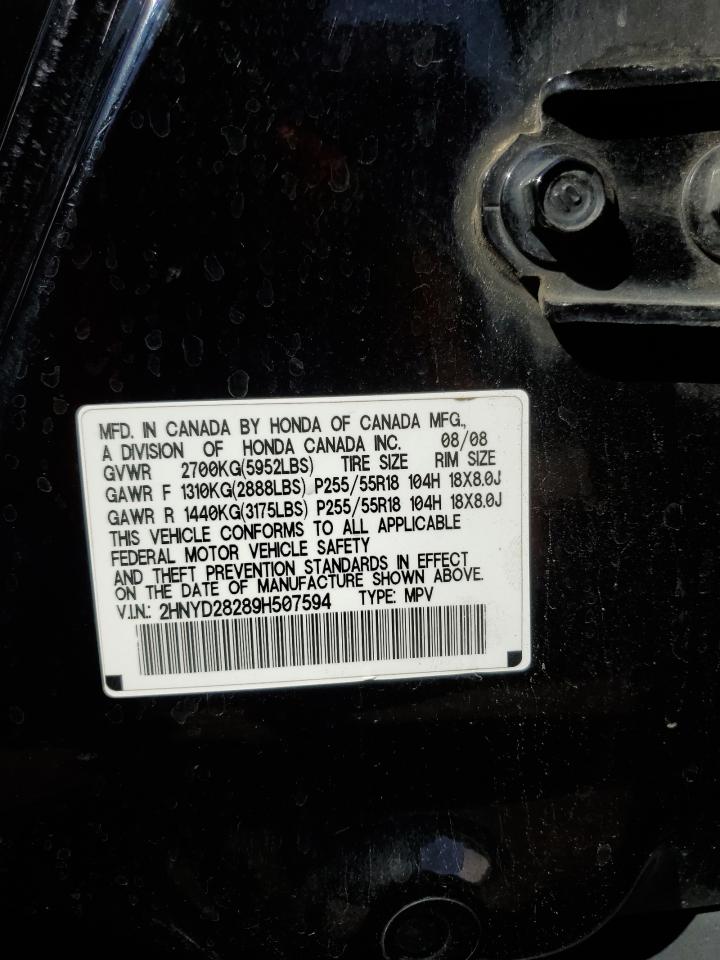 MFD. IN CANADA BY HONDA OF CANADA MFG.,
A DIVISION OF HONDA CANADA INC. 08/08
GVWR 2700KG(5952LBS) TIRE SIZE RIM SIZE
GAWR F 1310KG(2888LBS) P255/55R18 104H 18X8.0J
GAWR R 1440KG(3175LBS) P255/55R18 104H 18X8.0J
THIS VEHICLE CONFORMS TO ALL APPLICABLE
FEDERAL MOTOR VEHICLE SAFETY
AND THEFT PREVENTION STANDARDS IN EFFECT
ON THE DATE OF MANUFACTURE SHOWN ABOVE.
V.I.N.: 2HNYD28289H507594 TYPE: MPV